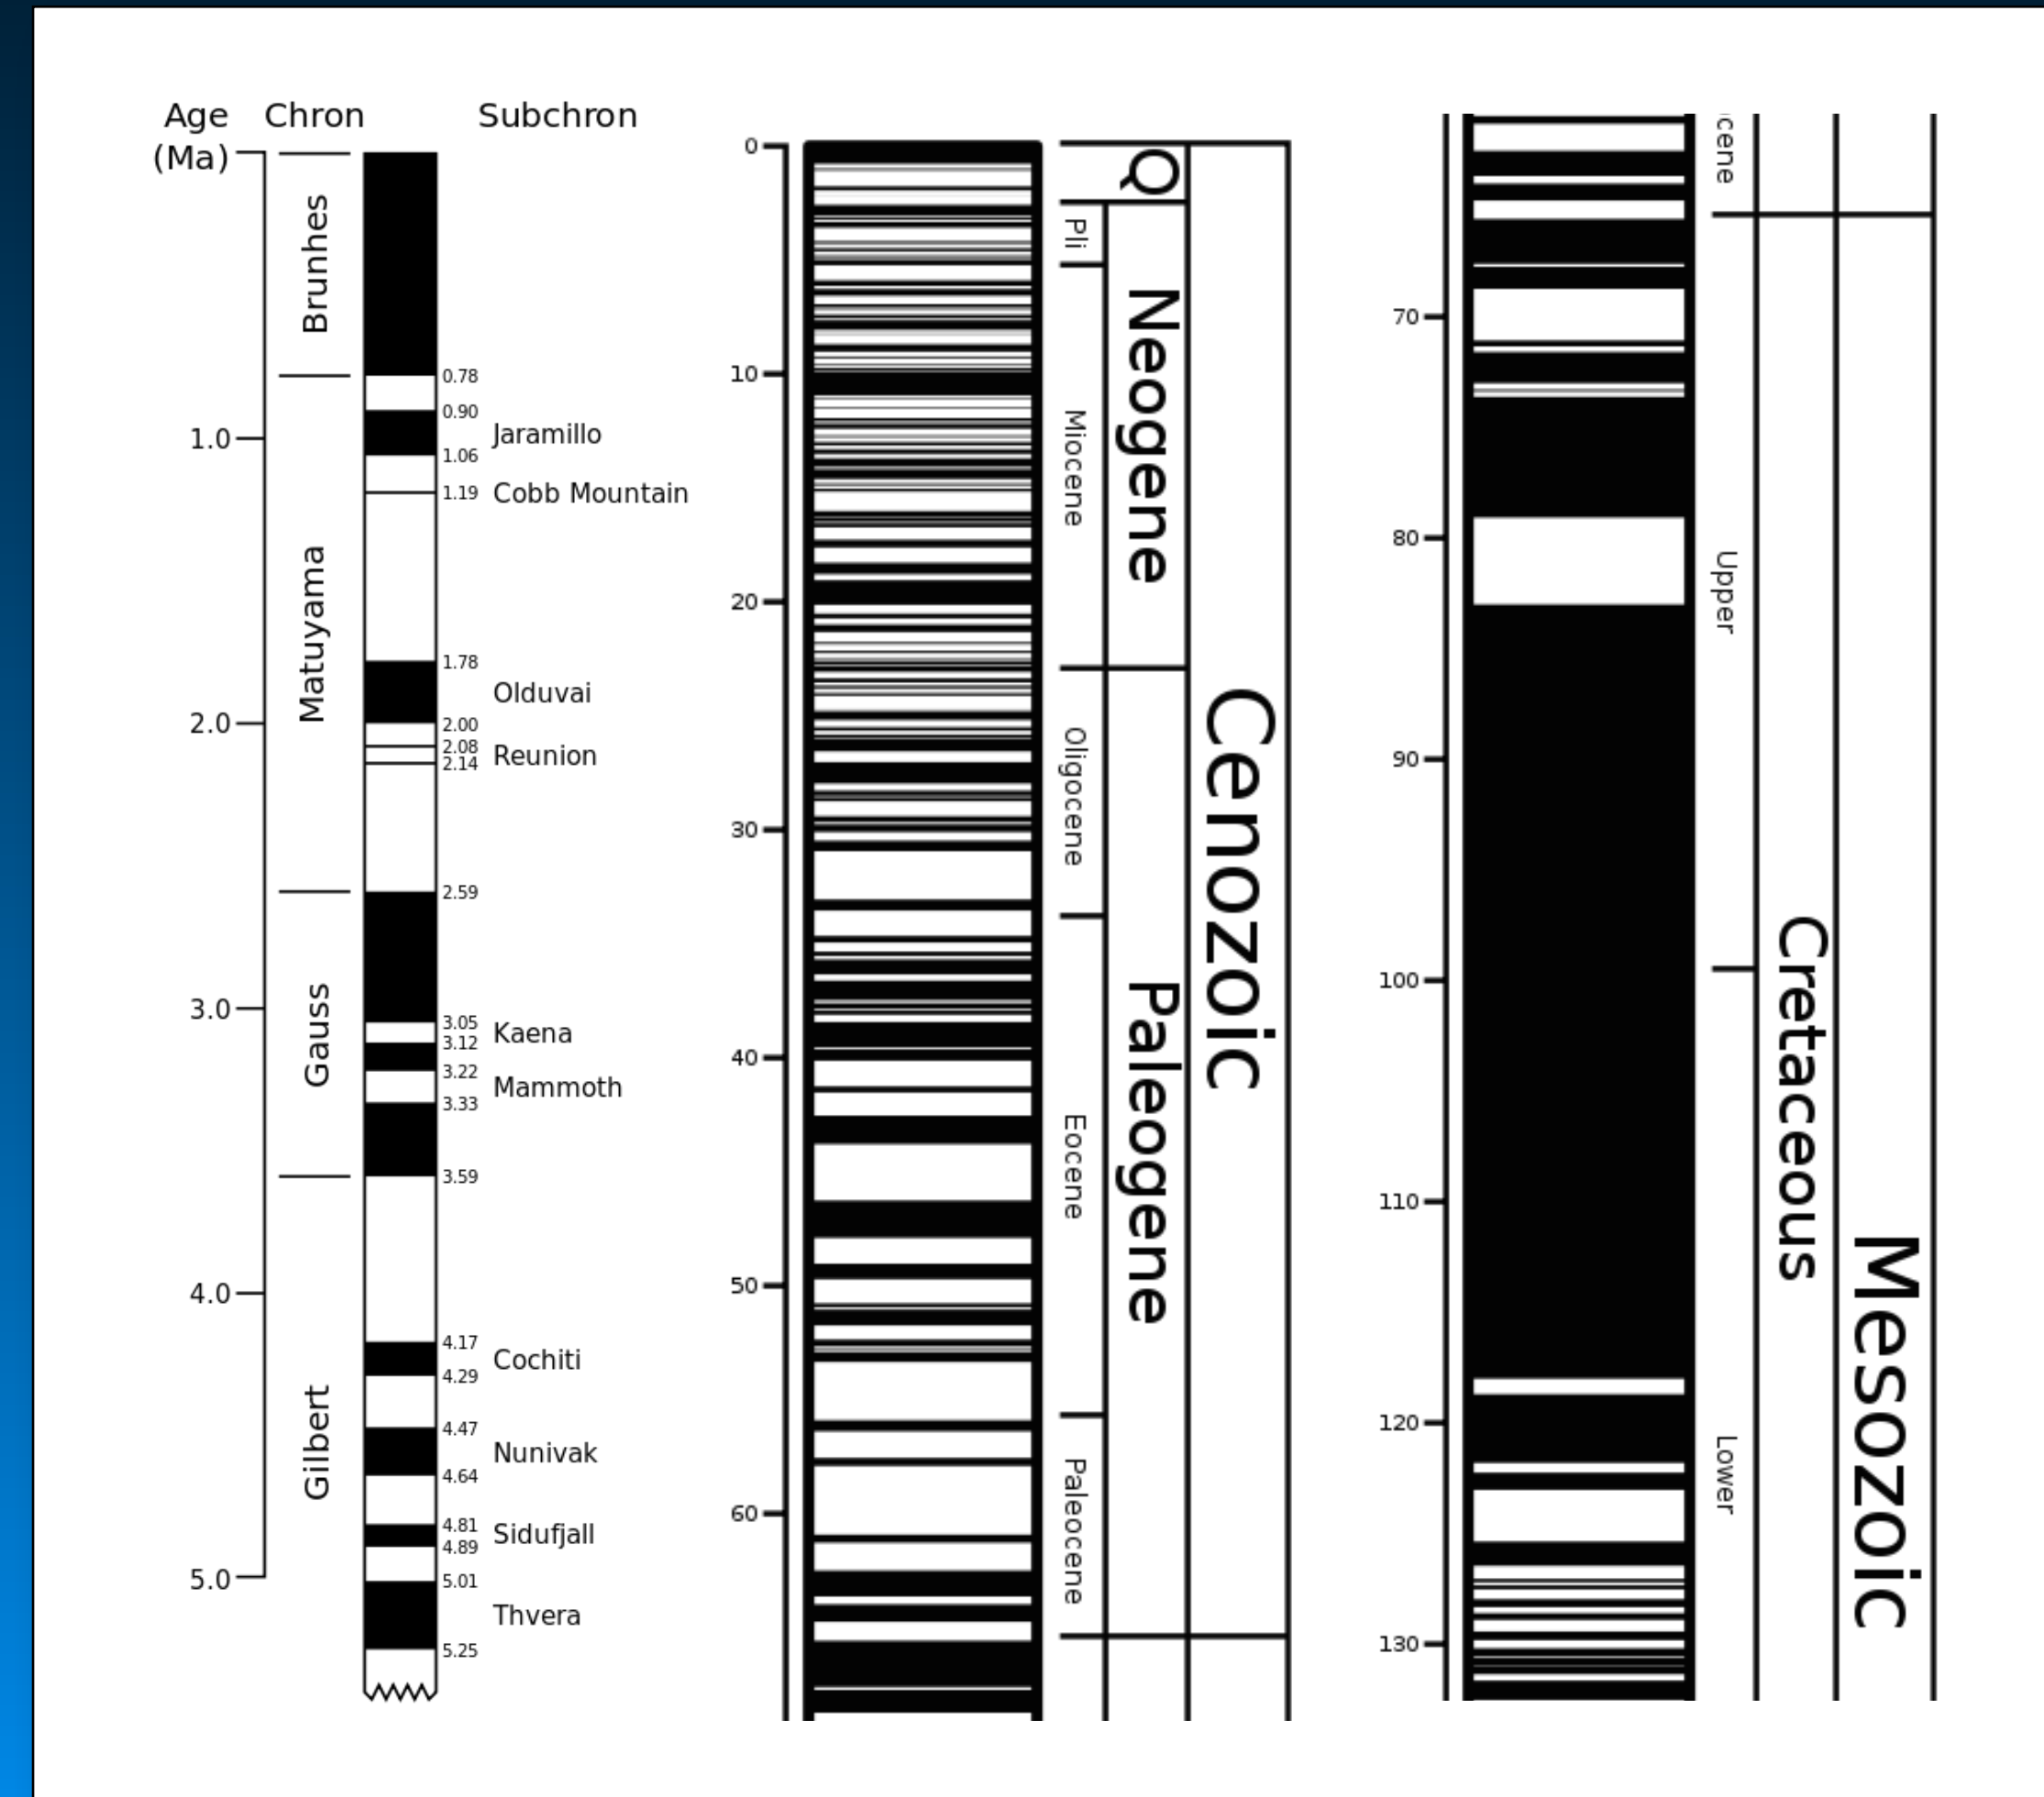 Age Chron Subchron
(Ma)
Brunhes
Matuyama
Gauss
Gilbert
1.0
2.0
3.0
4.0
5.0
0.78
0.90
Jaramillo
1.06
1.19 Cobb Mountain
1.78
Olduvai
2.00
2.08
Reunion
2.14
2.59
3.05
Kaena
3.12
3.22
Mammoth
3.33
3.59
4.17
Cochiti
4.29
4.47
Nunivak
4.64
4.81
Sidufjall
4.89
5.01
Thvera
5.25
0
10
20
30
40
50
60
Pli
Miocene
Oligocene
Eocene
Paleocene
Q
Neogene
Paleogene
Cenozoic
70
80
90
100
110
120
130
cene
Upper
Lower
Cretaceous
Mesozoic